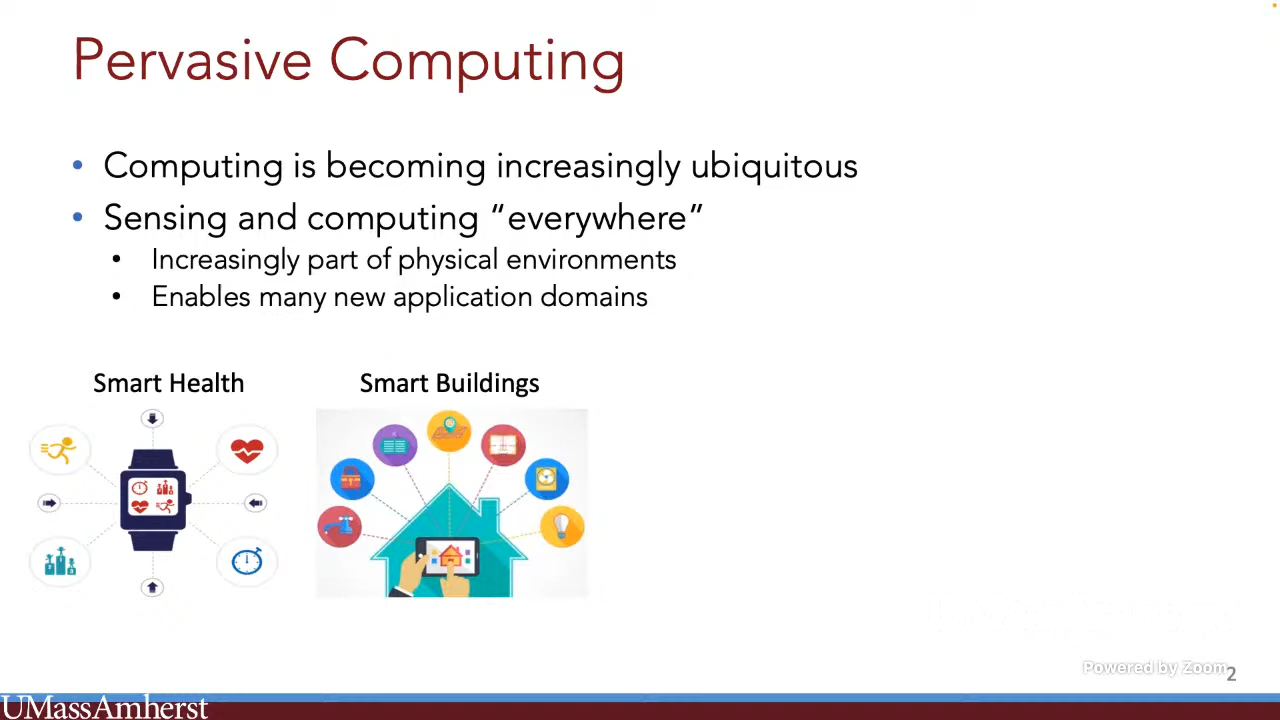 Pervasive Computing
• Computing is becoming increasingly ubiquitous
• Sensing and computing “everywhere”
• Increasingly part of physical environments
• Enables many new application domains
Smart Health
Smart Buildings
Powered by Zoom
2
UMassAmherst